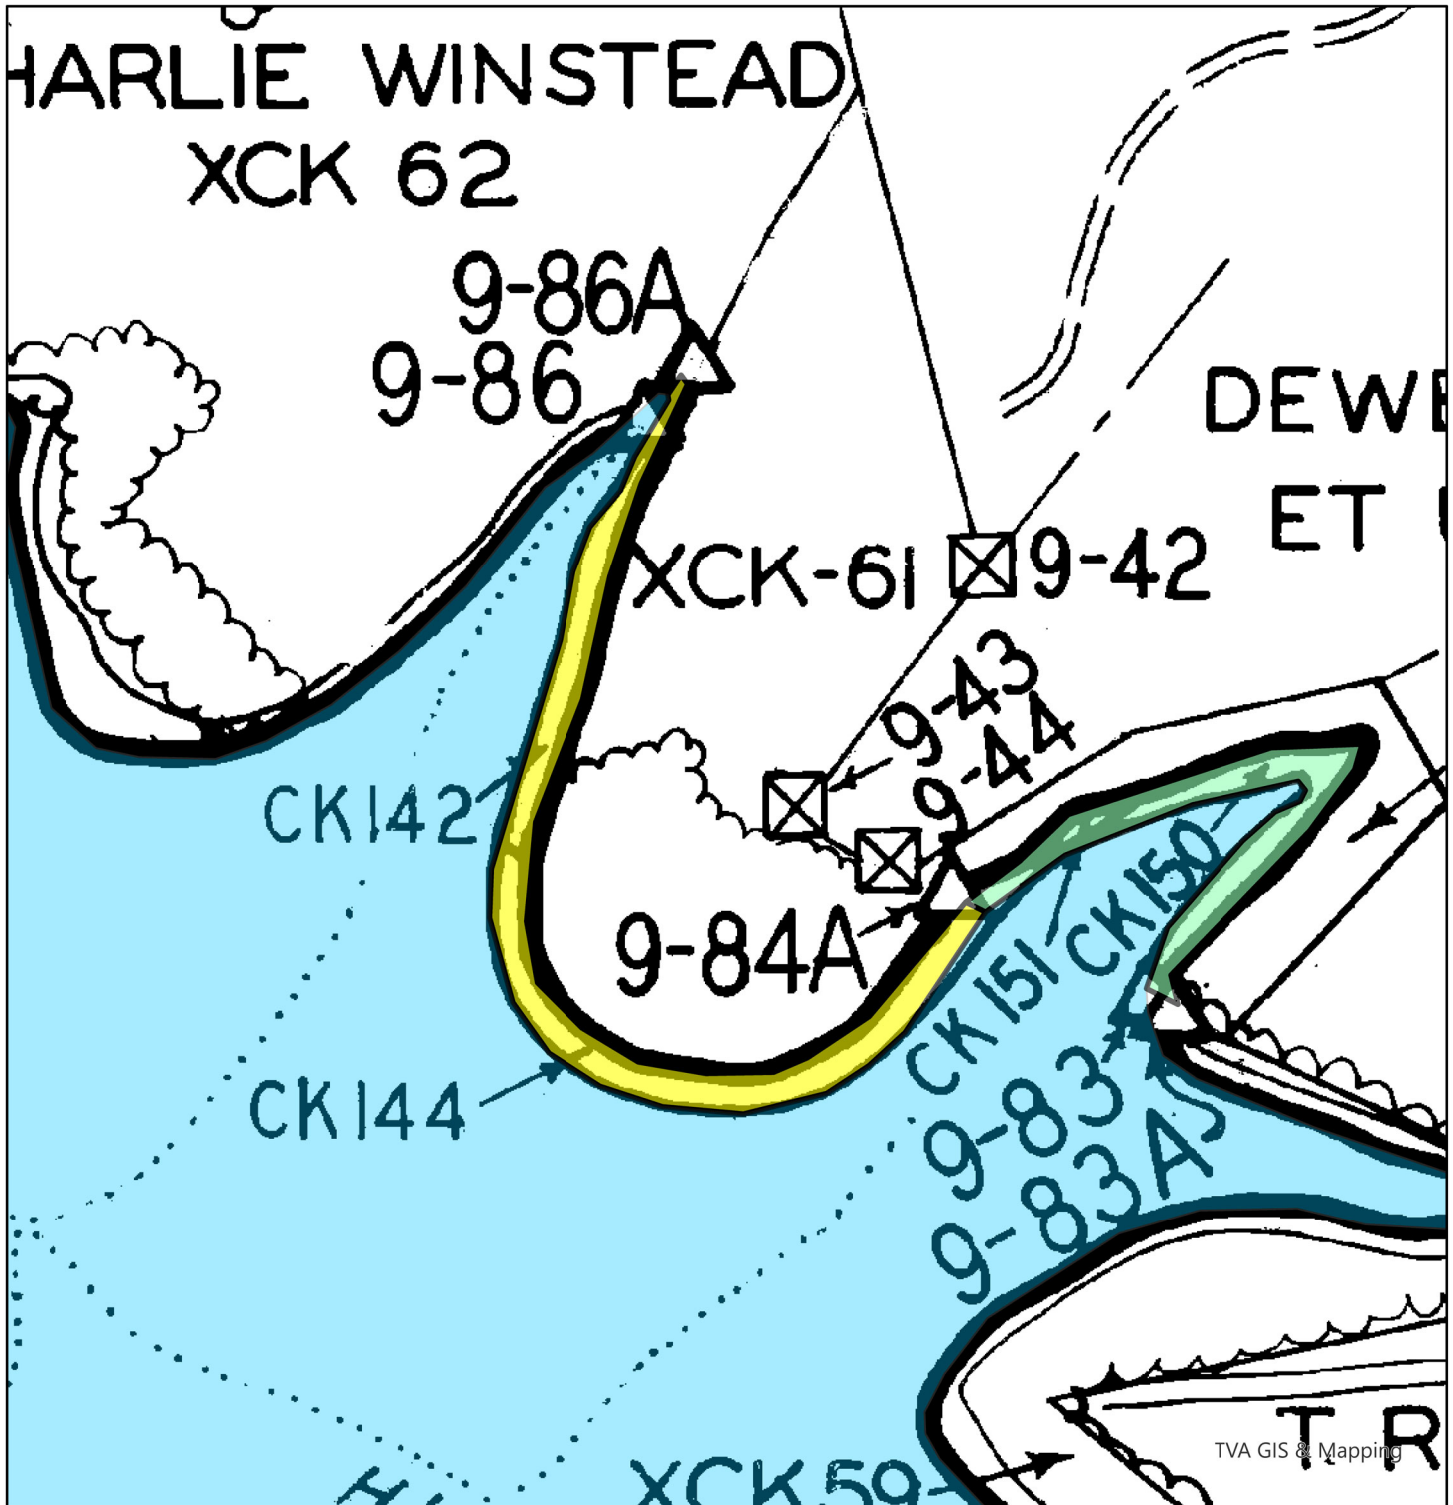 HARLIE WINSTEAD
XCK 62
9-86A
9-86
DEWE
ET
XCK-61
9-42
9-43
9-44
CK142
9-84A
CK150
CK151
CK144
9-83
9-83A
TR
TVA GIS & Mapping
XCK59